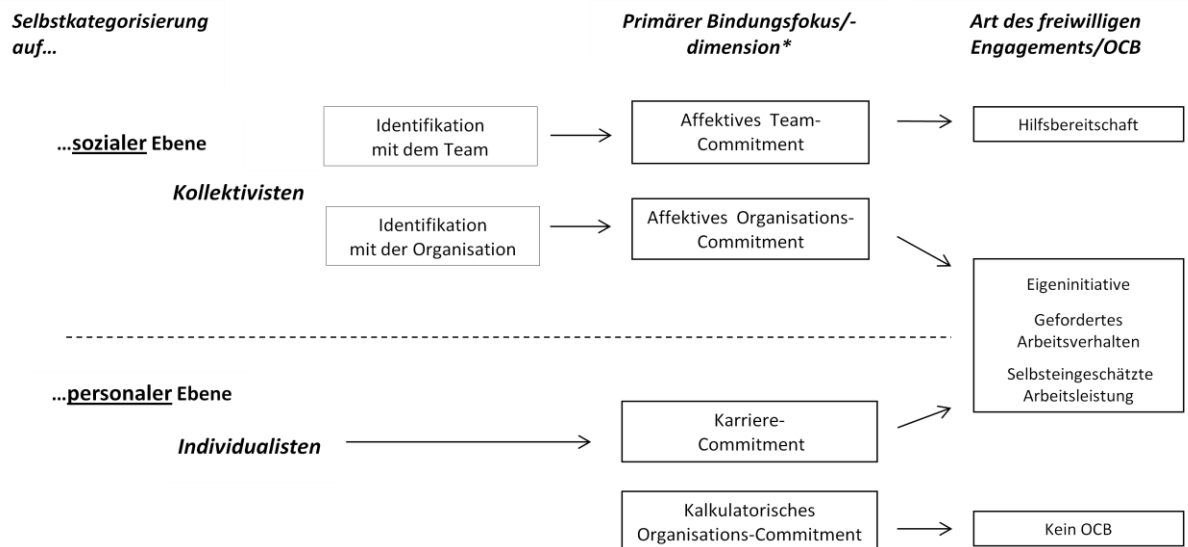 Selbstkategorisierung
auf…
Primärer Bindungsfokus/-
dimension*
Art des freiwilligen
Engagements/OCB
…sozialer Ebene
Kollektivisten
Identifikation
mit dem Team
Affektives Team-
Commitment
Hilfsbereitschaft
Identifikation
mit der Organisation
Affektives Organisations-
Commitment
Eigeninitiative
Gefordertes
Arbeitsverhalten
Selbsteingeschätzte
Arbeitsleistung
…personaler Ebene
Individualisten
Karriere-
Commitment
Kalkulatorisches
Organisations-Commitment
Kein OCB